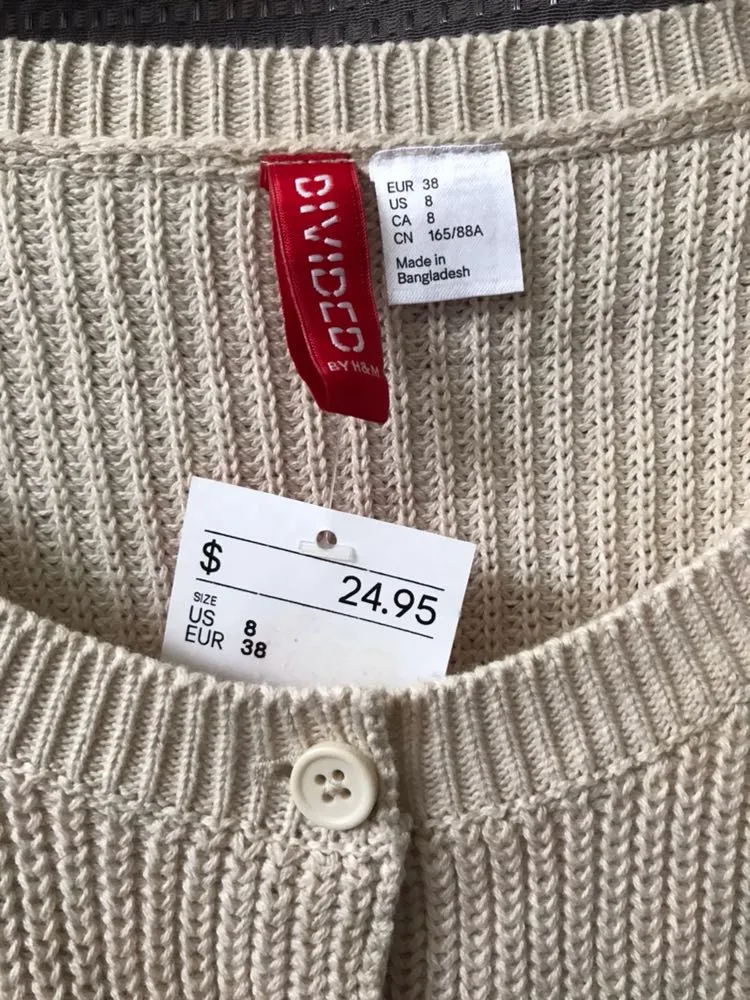 DIVIDED
BY H&M
EUR 38
US 8
CA 8
CN 165/88A
Made in
Bangladesh
$ 24.95
SIZE
US 8
EUR 38